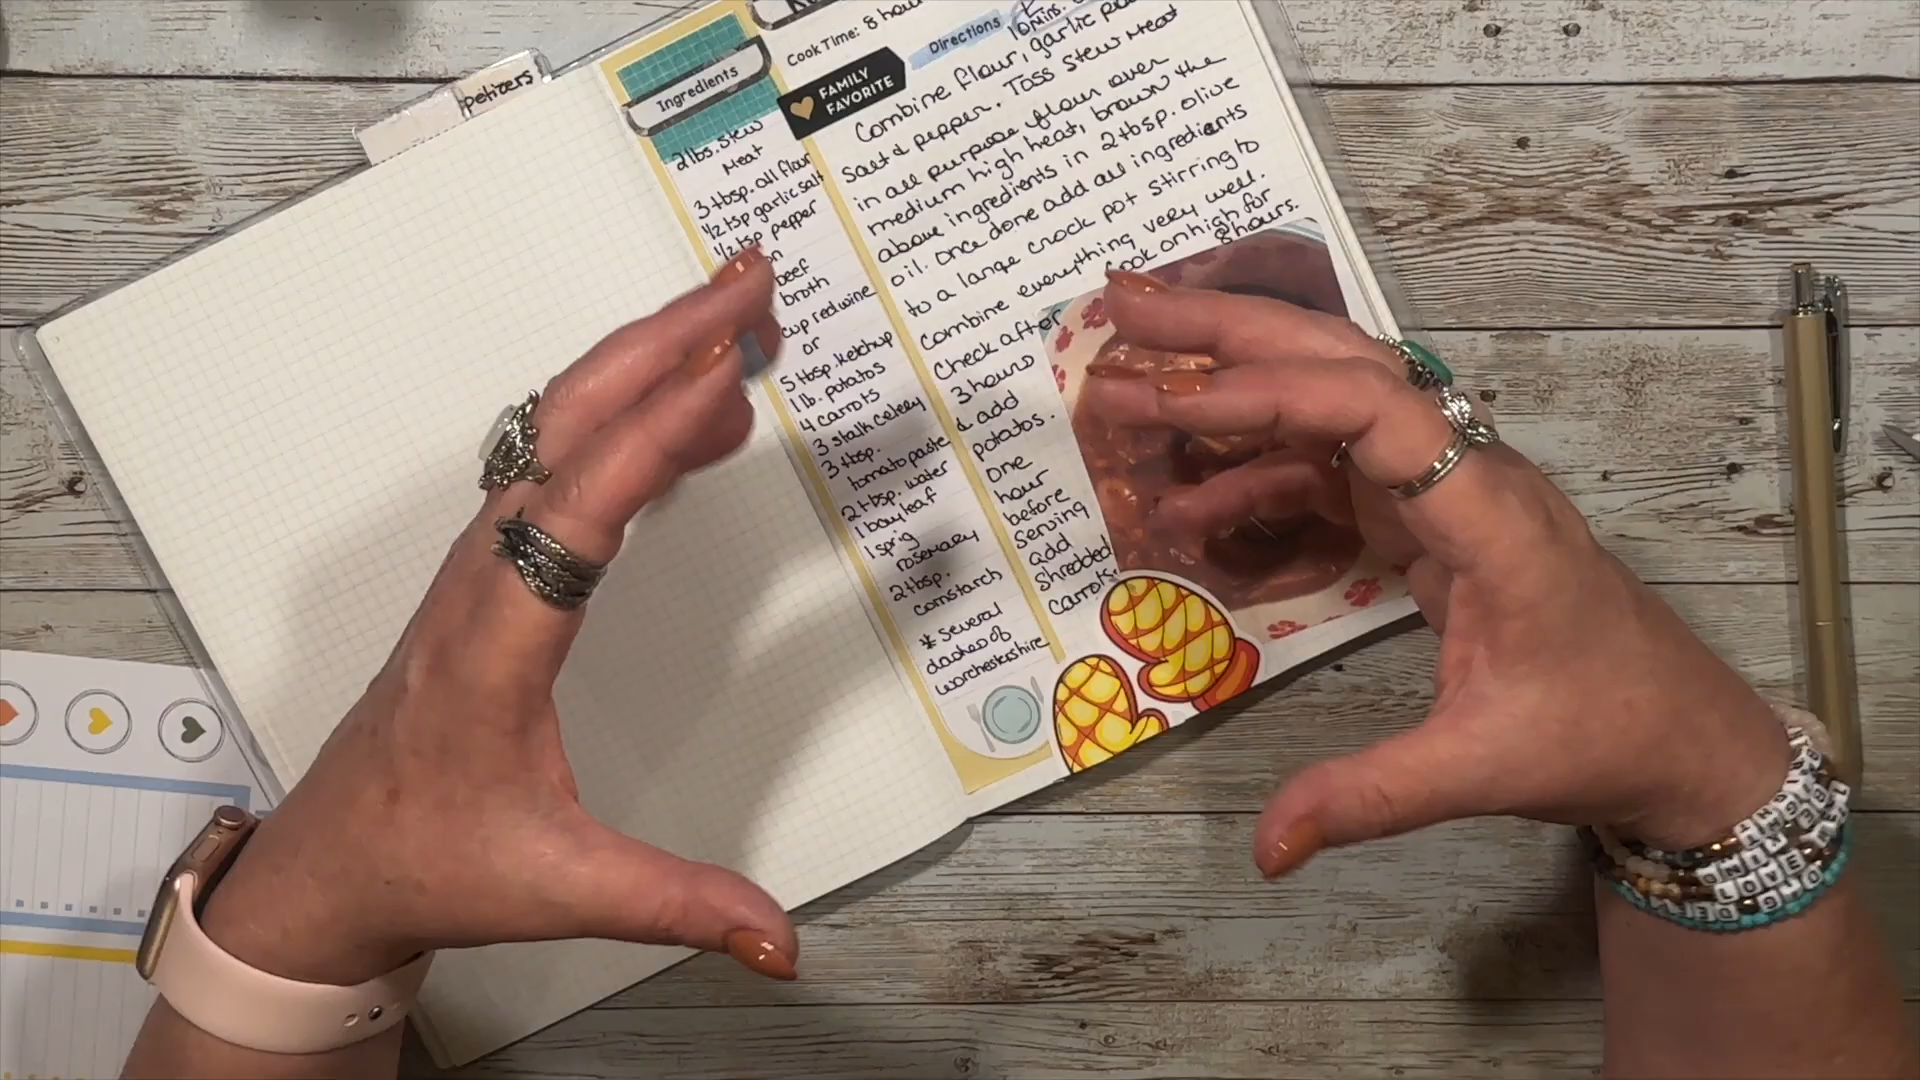 petizers
Ingredients
2 lbs. Stew
Meat
3 tbsp. all flour
1/2 tsp garlic salt
1/2 tsp pepper
beef
broth
cup red wine
or
5 tbsp. ketchup
1 lb. potatos
4 carrots
3 stalk celery
3 tbsp.
tomato paste
2 tbsp. water
1 bay leaf
1 sprig
rosemary
2 tbsp.
cornstarch
* several
dashes of
worchestershire
Cook Time: 8 hou
FAMILY
FAVORITE
Directions
10 mins.
Combine flour, garlic
Salt & pepper. Toss Stew Meat
in all purpose flour over
medium high heat, brown the
above ingredients in 2 tbsp. olive
oil. Once done add all ingredients
to a large crock pot stirring to
combine everything very well.
Cook on high for
8 hours.
Check after
3 hours
& add
potatos.
One
hour
before
serving
add
shredded
carrots.
LOVE